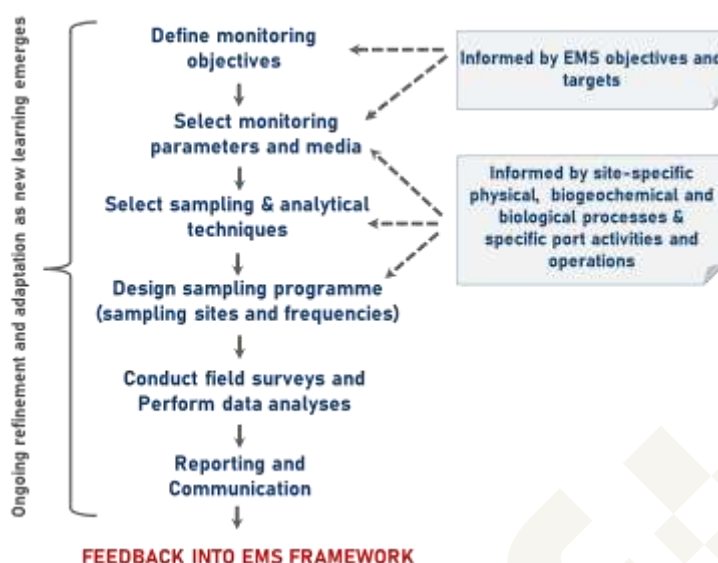 Ongoing refinement and adaptation as new learning emerges
Define monitoring
objectives
Informed by EMS objectives and
targets
Select monitoring
parameters and media
Informed by site-specific
physical, biogeochemical and
biological processes &
specific port activities and
operations
Select sampling & analytical
techniques
Design sampling programme
(sampling sites and frequencies)
Conduct field surveys and
Perform data analyses
Reporting and
Communication
FEEDBACK INTO EMS FRAMEWORK